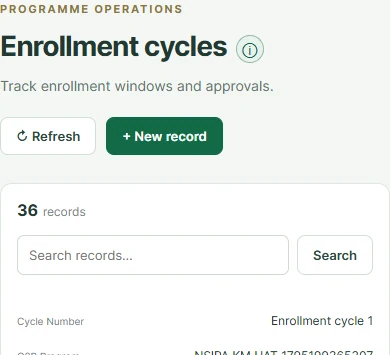 PROGRAMME OPERATIONS
Enrollment cycles
Track enrollment windows and approvals.
↻ Refresh
+ New record
36 records
Search records...
Search
Cycle Number
Enrollment cycle 1